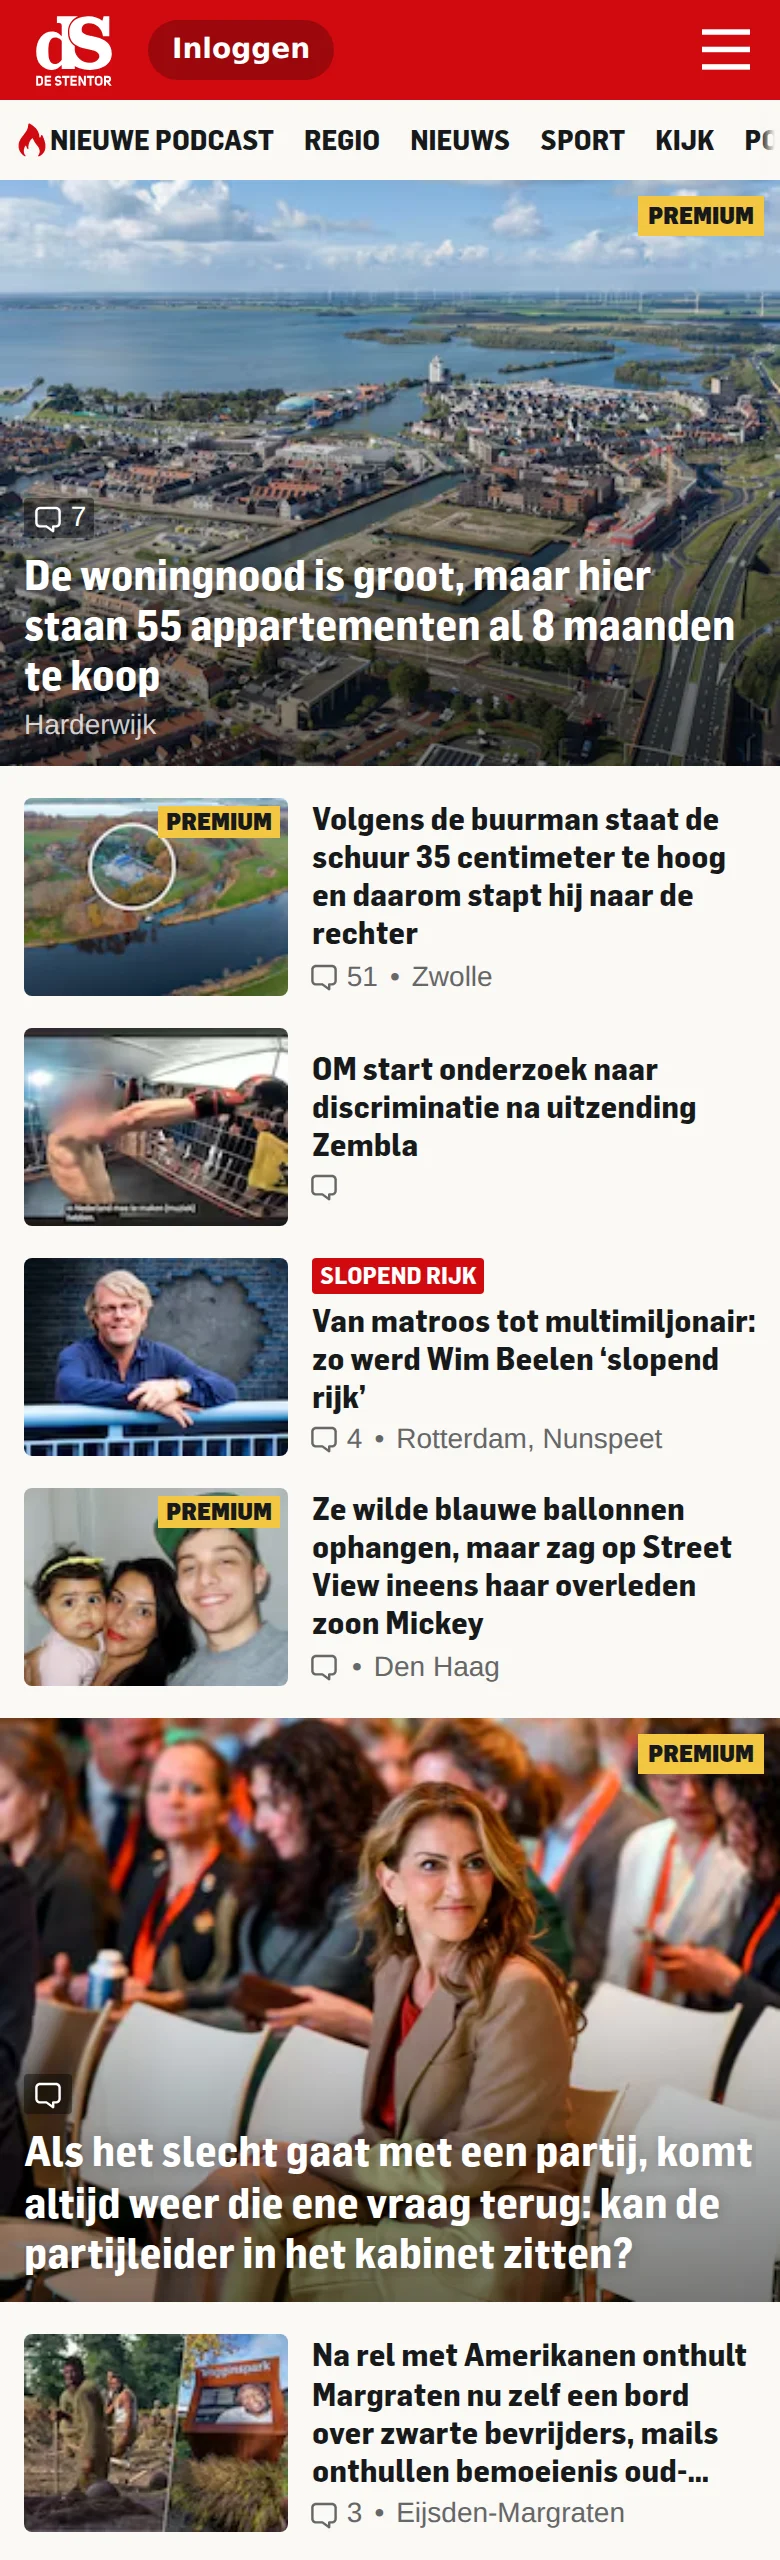 dS
DE STENTOR
Inloggen
NIEUWE PODCAST REGIO NIEUWS SPORT KIJK PO
PREMIUM
7
De woningnood is groot, maar hier
staan 55 appartementen al 8 maanden
te koop
Harderwijk
PREMIUM
Volgens de buurman staat de
schuur 35 centimeter te hoog
en daarom stapt hij naar de
rechter
51 • Zwolle
OM start onderzoek naar
discriminatie na uitzending
Zembla
SLOPEND RIJK
Van matroos tot multimiljonair:
zo werd Wim Beelen ‘slopend
rijk’
4 • Rotterdam, Nunspeet
PREMIUM
Ze wilde blauwe ballonnen
ophangen, maar zag op Street
View ineens haar overleden
zoon Mickey
• Den Haag
PREMIUM
Als het slecht gaat met een partij, komt
altijd weer die ene vraag terug: kan de
partijleider in het kabinet zitten?
Na rel met Amerikanen onthult
Margraten nu zelf een bord
over zwarte bevrijders, mails
onthullen bemoeienis oud-...
3 • Eijsden-Margraten